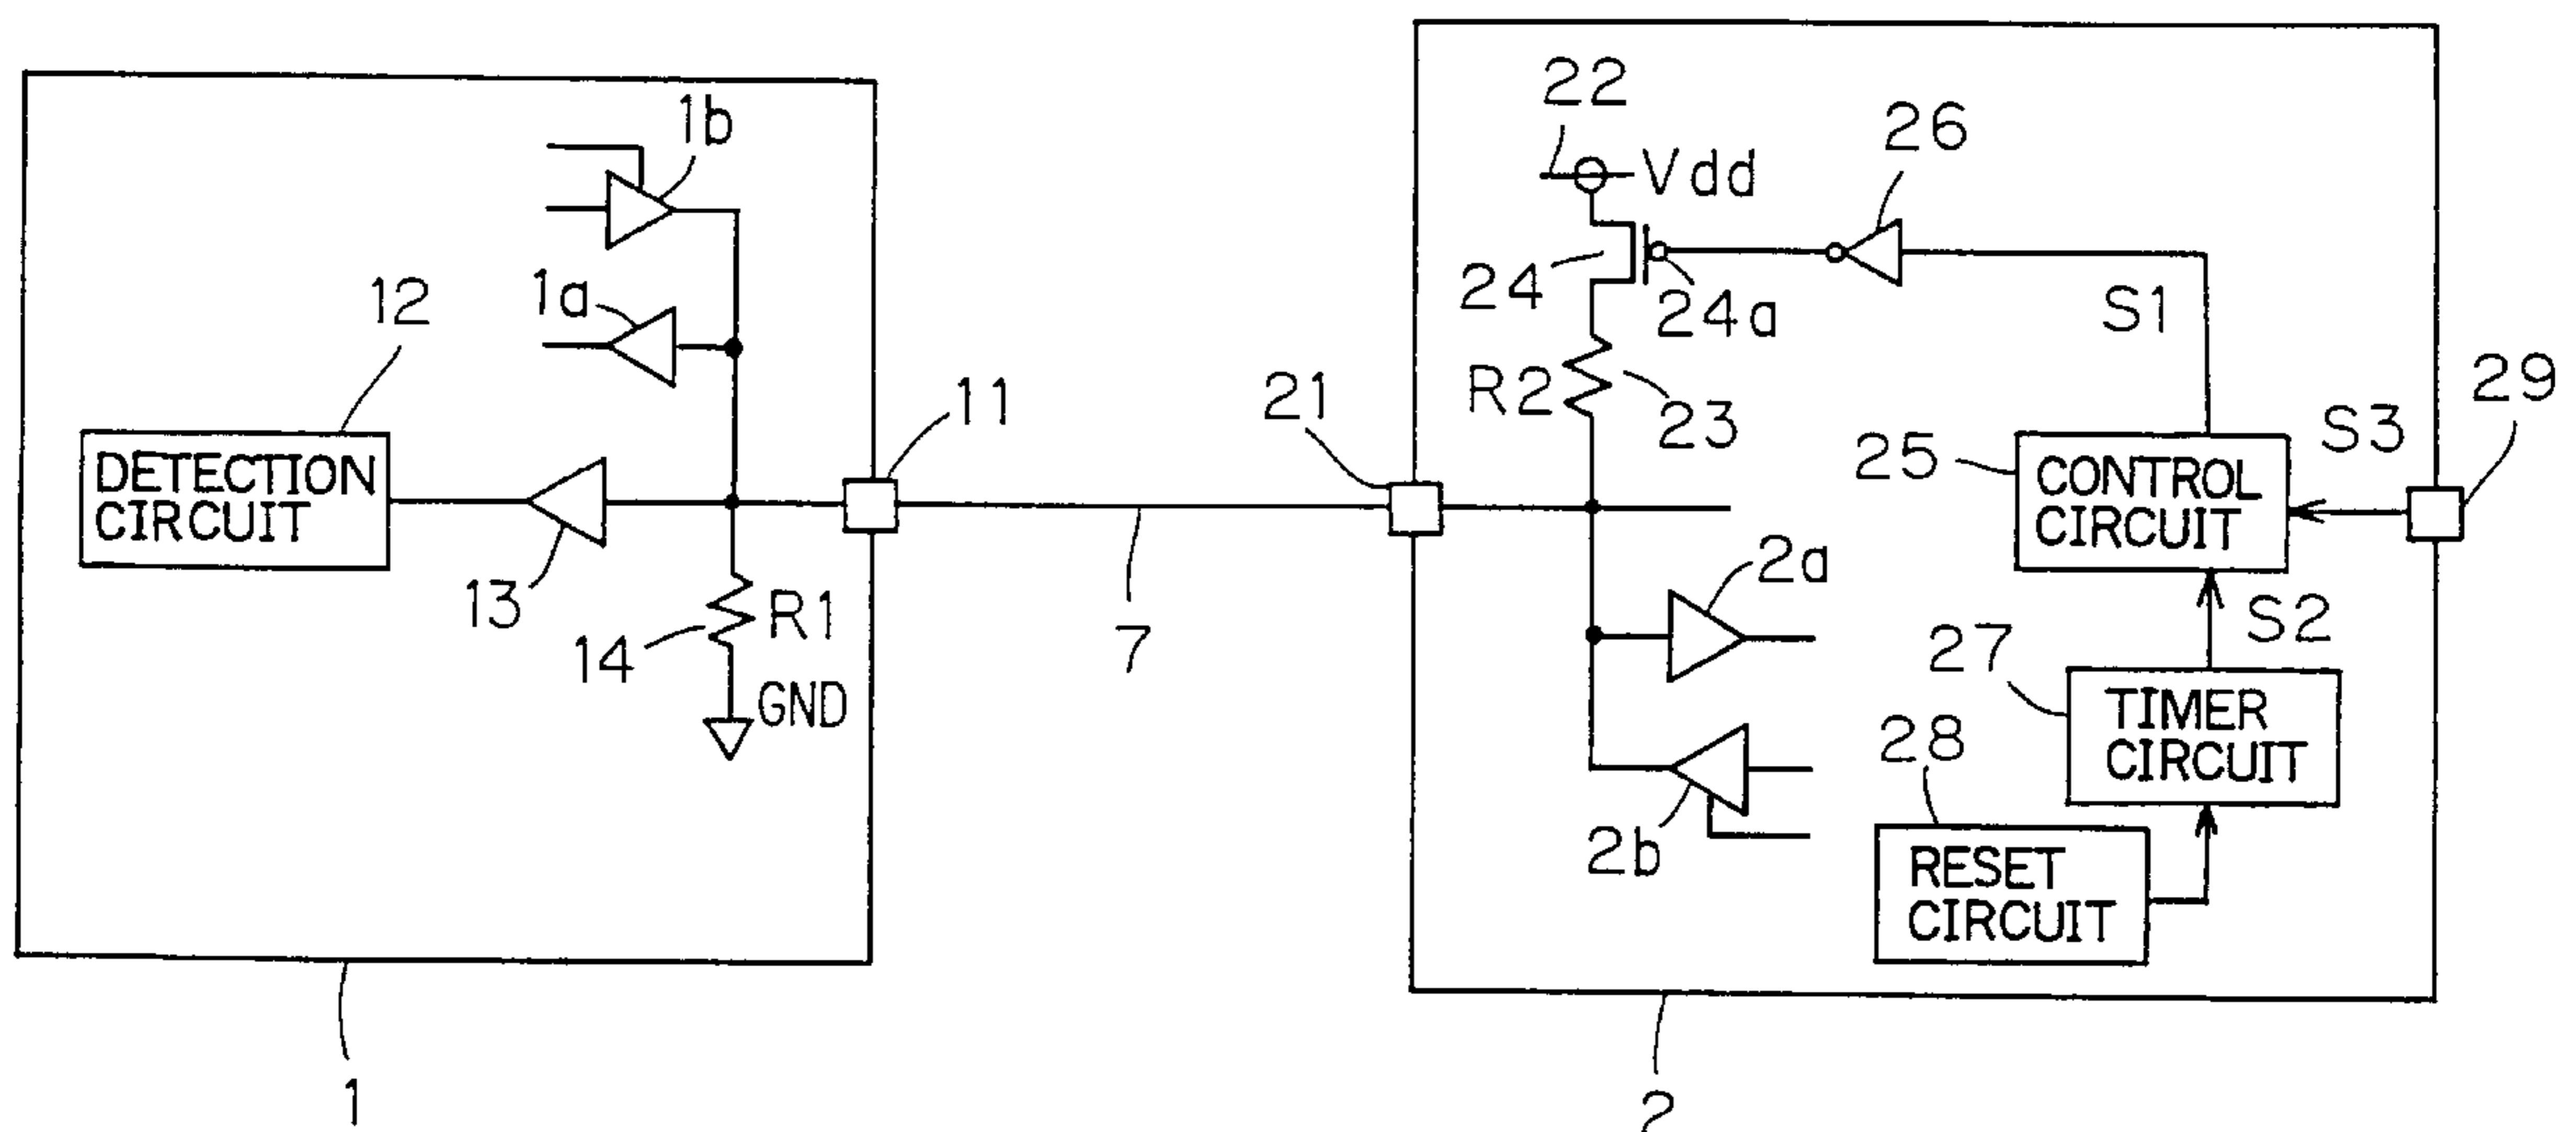 22
26
Vdd
1b
24
24a
S1
12
1a
29
R2
23
S3
21
11
25
CONTROL
CIRCUIT
DETECTION
CIRCUIT
2a
13
R1
14
7
S2
27
GND
TIMER
CIRCUIT
28
2b
RESET
CIRCUIT
1
2